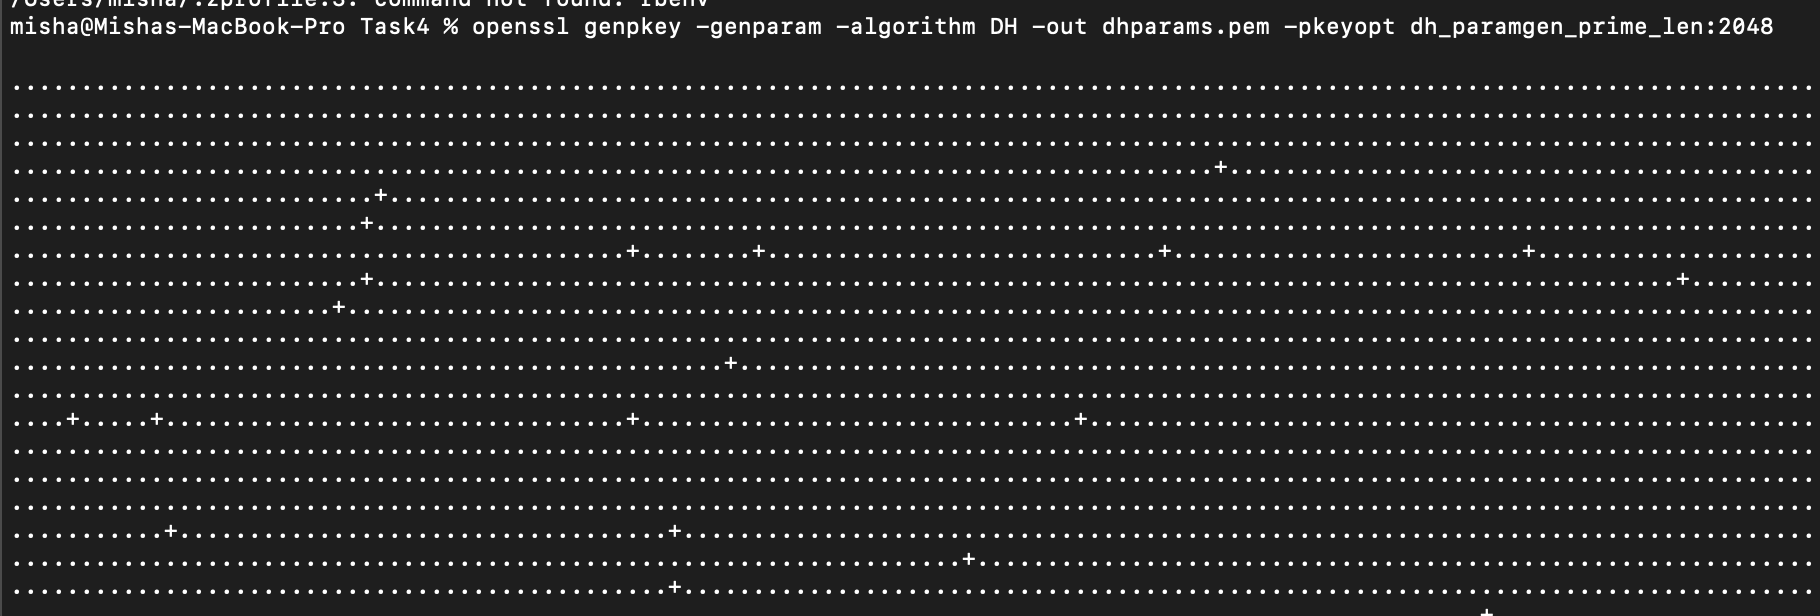 /Users/misha/.zprofile:3: command not found: rbenv
misha@Mishas-MacBook-Pro Task4 % openssl genpkey -genparam -algorithm DH -out dhparams.pem -pkeyopt dh_paramgen_prime_len:2048